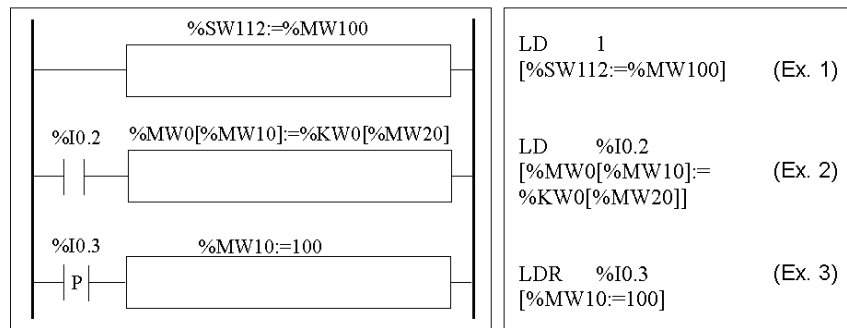 %SW112:=%MW100
%I0.2
%MW0[%MW10]:=%KW0[%MW20]
%I0.3
%MW10:=100
P
LD 1
[%SW112:=%MW100] (Ex. 1)
LD %I0.2
[%MW0[%MW10]:= (Ex. 2)
%KW0[%MW20]]
LDR %I0.3 (Ex. 3)
[%MW10:=100]